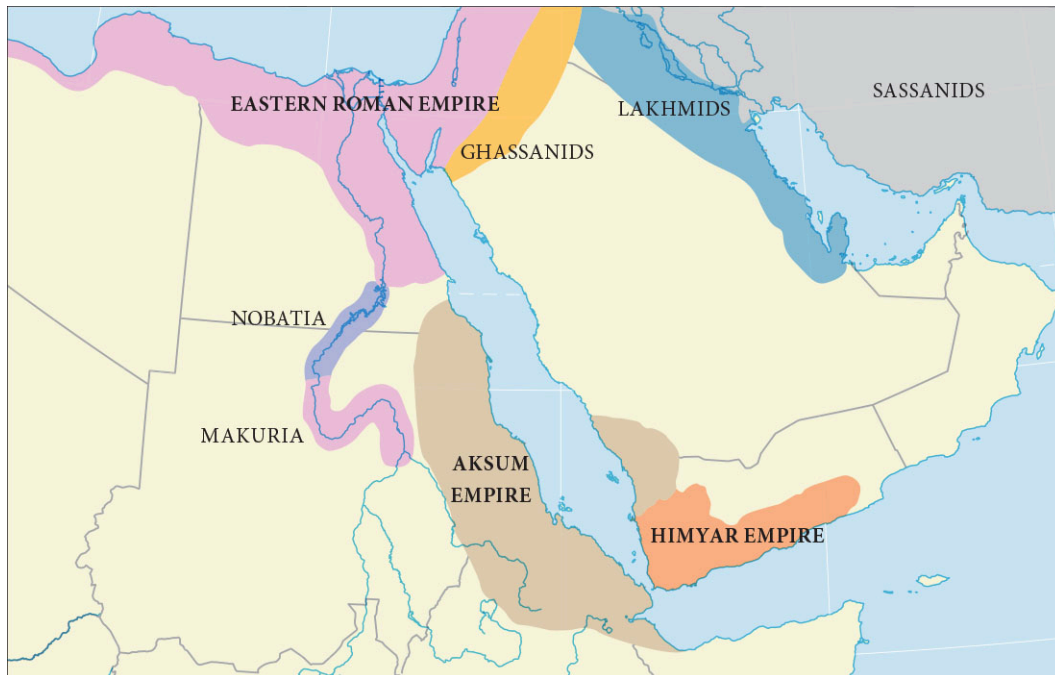 SASSANIDS
EASTERN ROMAN EMPIRE
LAKHMIDS
GHASSANIDS
NOBATIA
MAKURIA
AKSUM
EMPIRE
HIMYAR EMPIRE